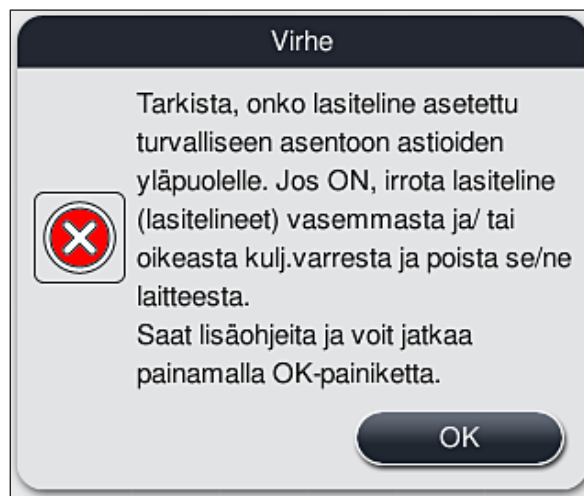 Virhe
Tarkista, onko lasiteline asetettu
turvalliseen asentoon astioiden
yläpuolelle. Jos ON, irrota lasiteline
(lasitelineet) vasemmasta ja/ tai
oikeasta kulj.varresta ja poista se/ne
laitteesta.
Saat lisäohjeita ja voit jatkaa
painamalla OK-painiketta.
OK